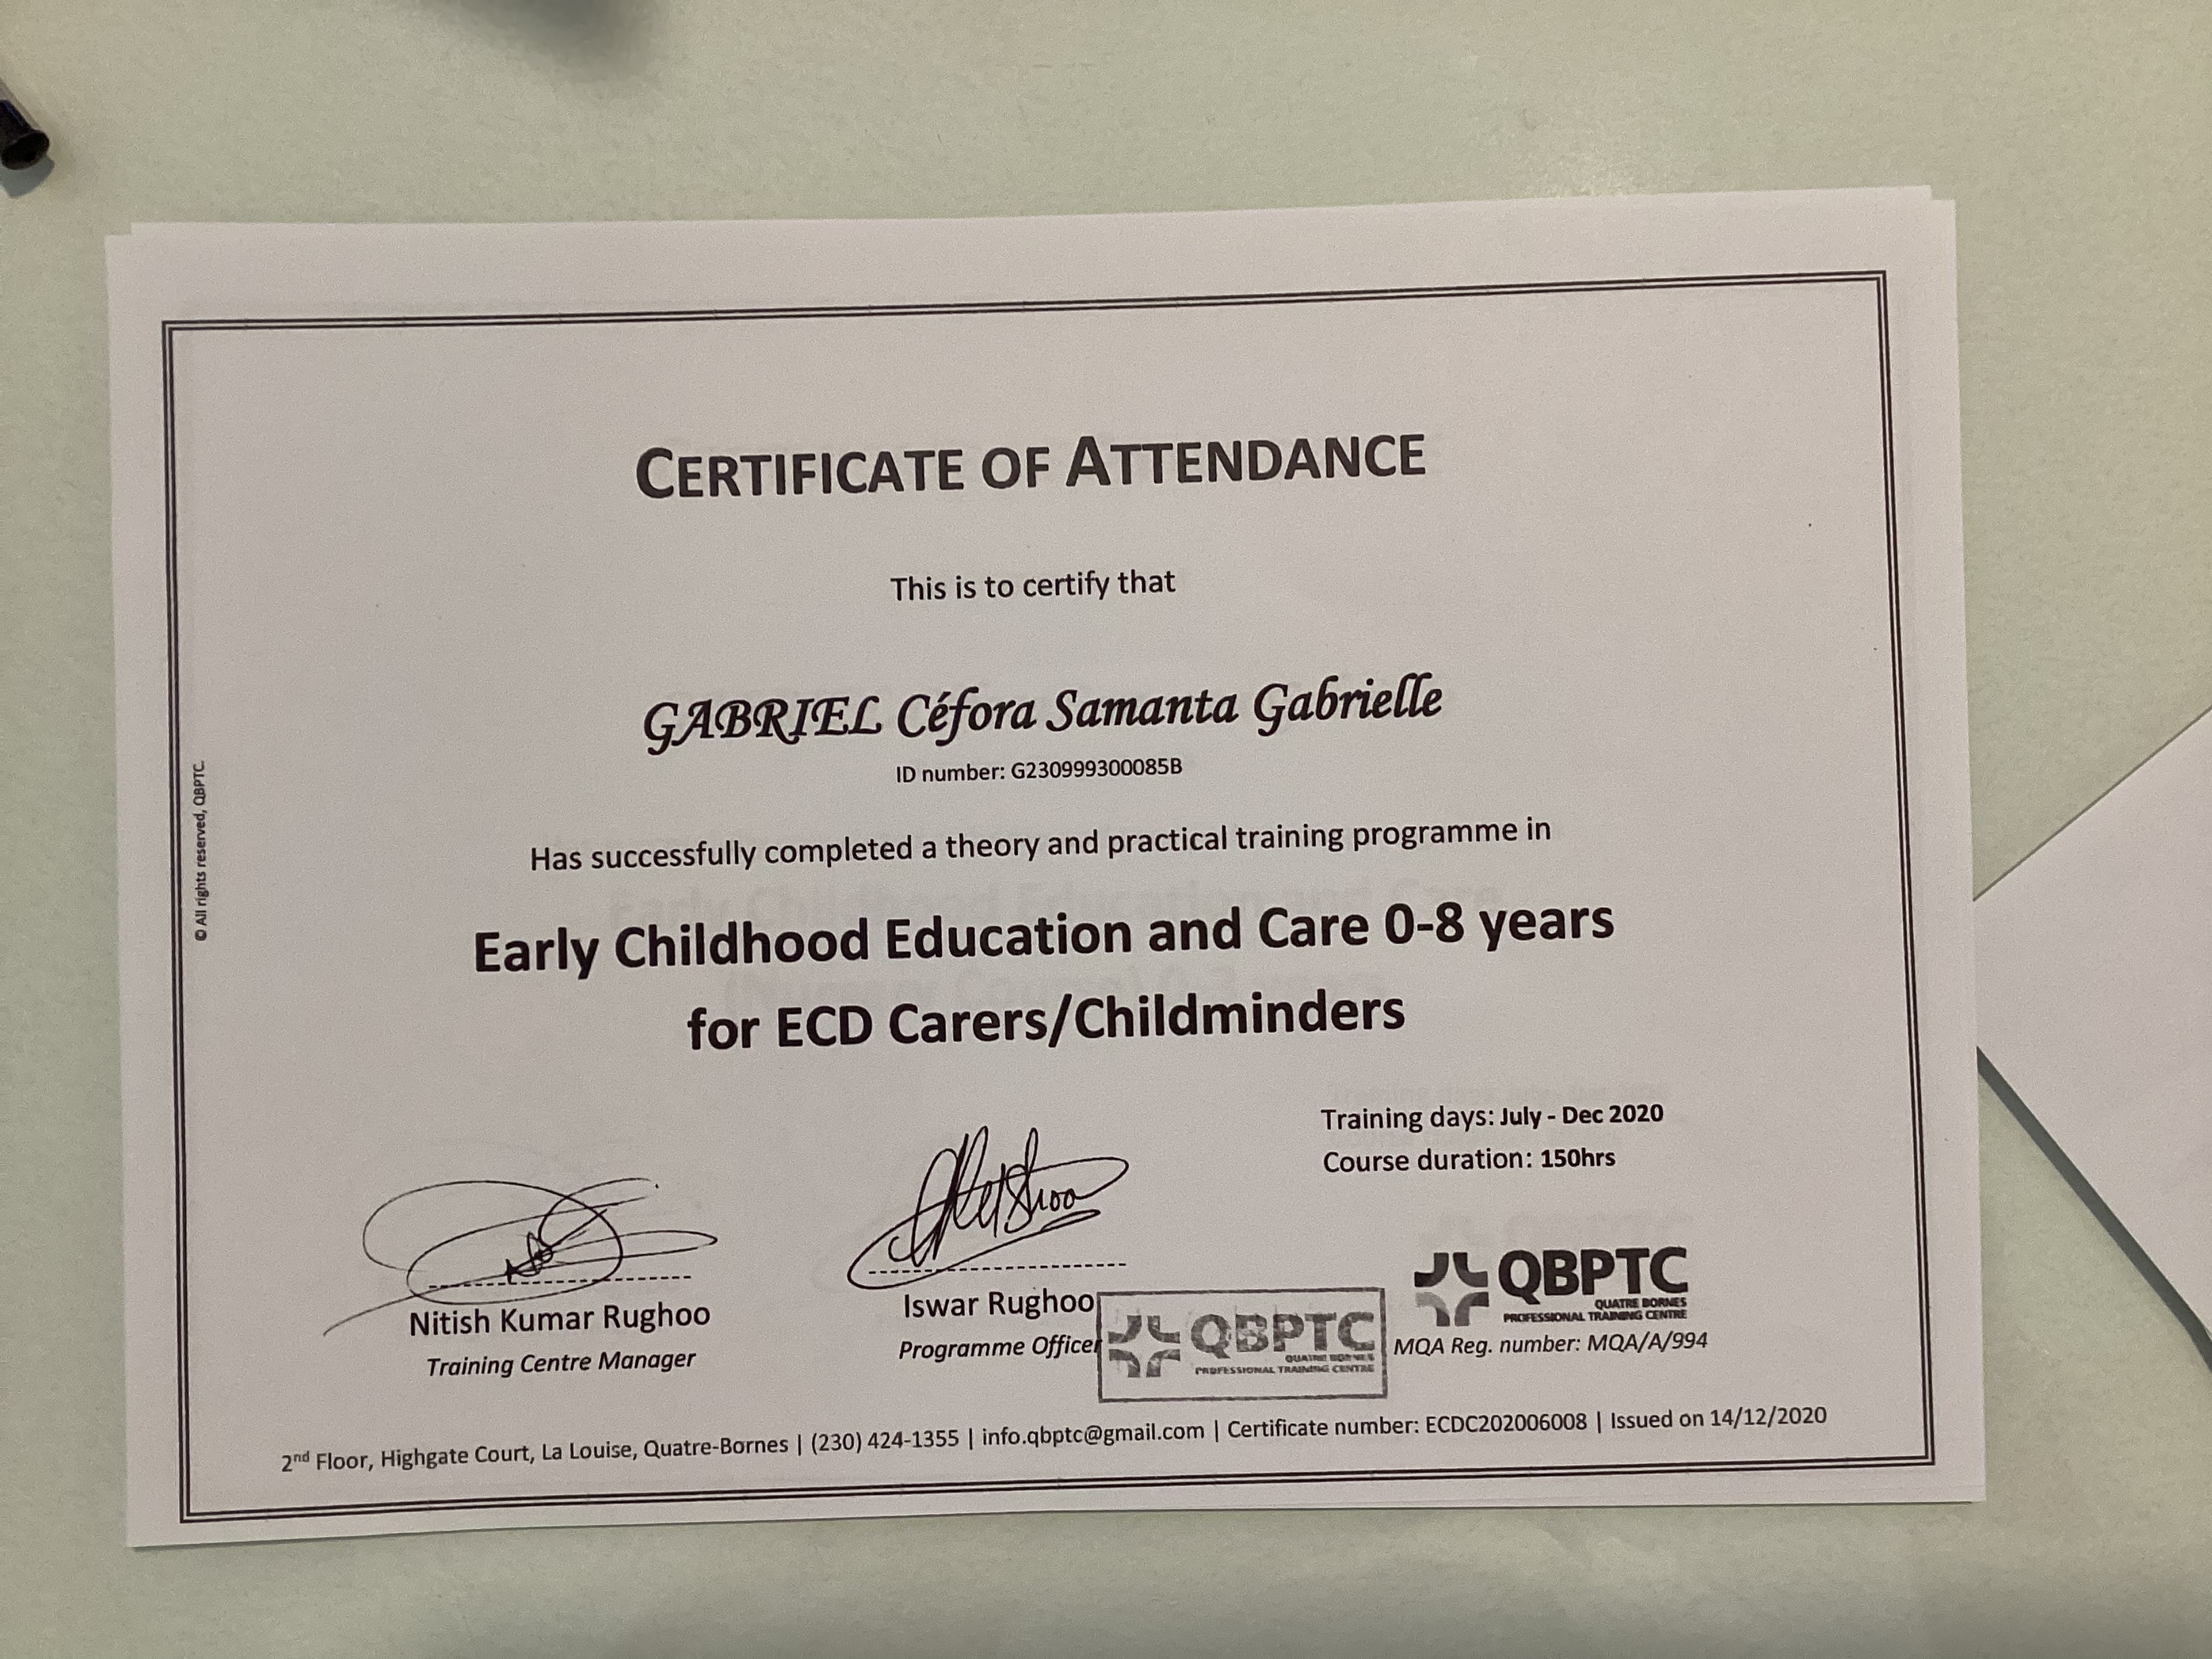 CERTIFICATE OF ATTENDANCE
This is to certify that
GABRIEL Céfora Samanta Gabrielle
ID number: G230999300085B
Has successfully completed a theory and practical training programme in
Early Childhood Education and Care 0-8 years
for ECD Carers/Childminders
Training days: July - Dec 2020
Course duration: 150hrs
Nitish Kumar Rughoo
Training Centre Manager
Iswar Rughoo
Programme Officer
QBPTC
QUATRE BORNES
PROFESSIONAL TRAINING CENTRE
QBPTC
QUATRE BORNES
PROFESSIONAL TRAINING CENTRE
MQA Reg. number: MQA/A/994
2nd Floor, Highgate Court, La Louise, Quatre-Bornes | (230) 424-1355 | info.qbptc@gmail.com | Certificate number: ECDC202006008 | Issued on 14/12/2020
© All rights reserved, QBPTC.